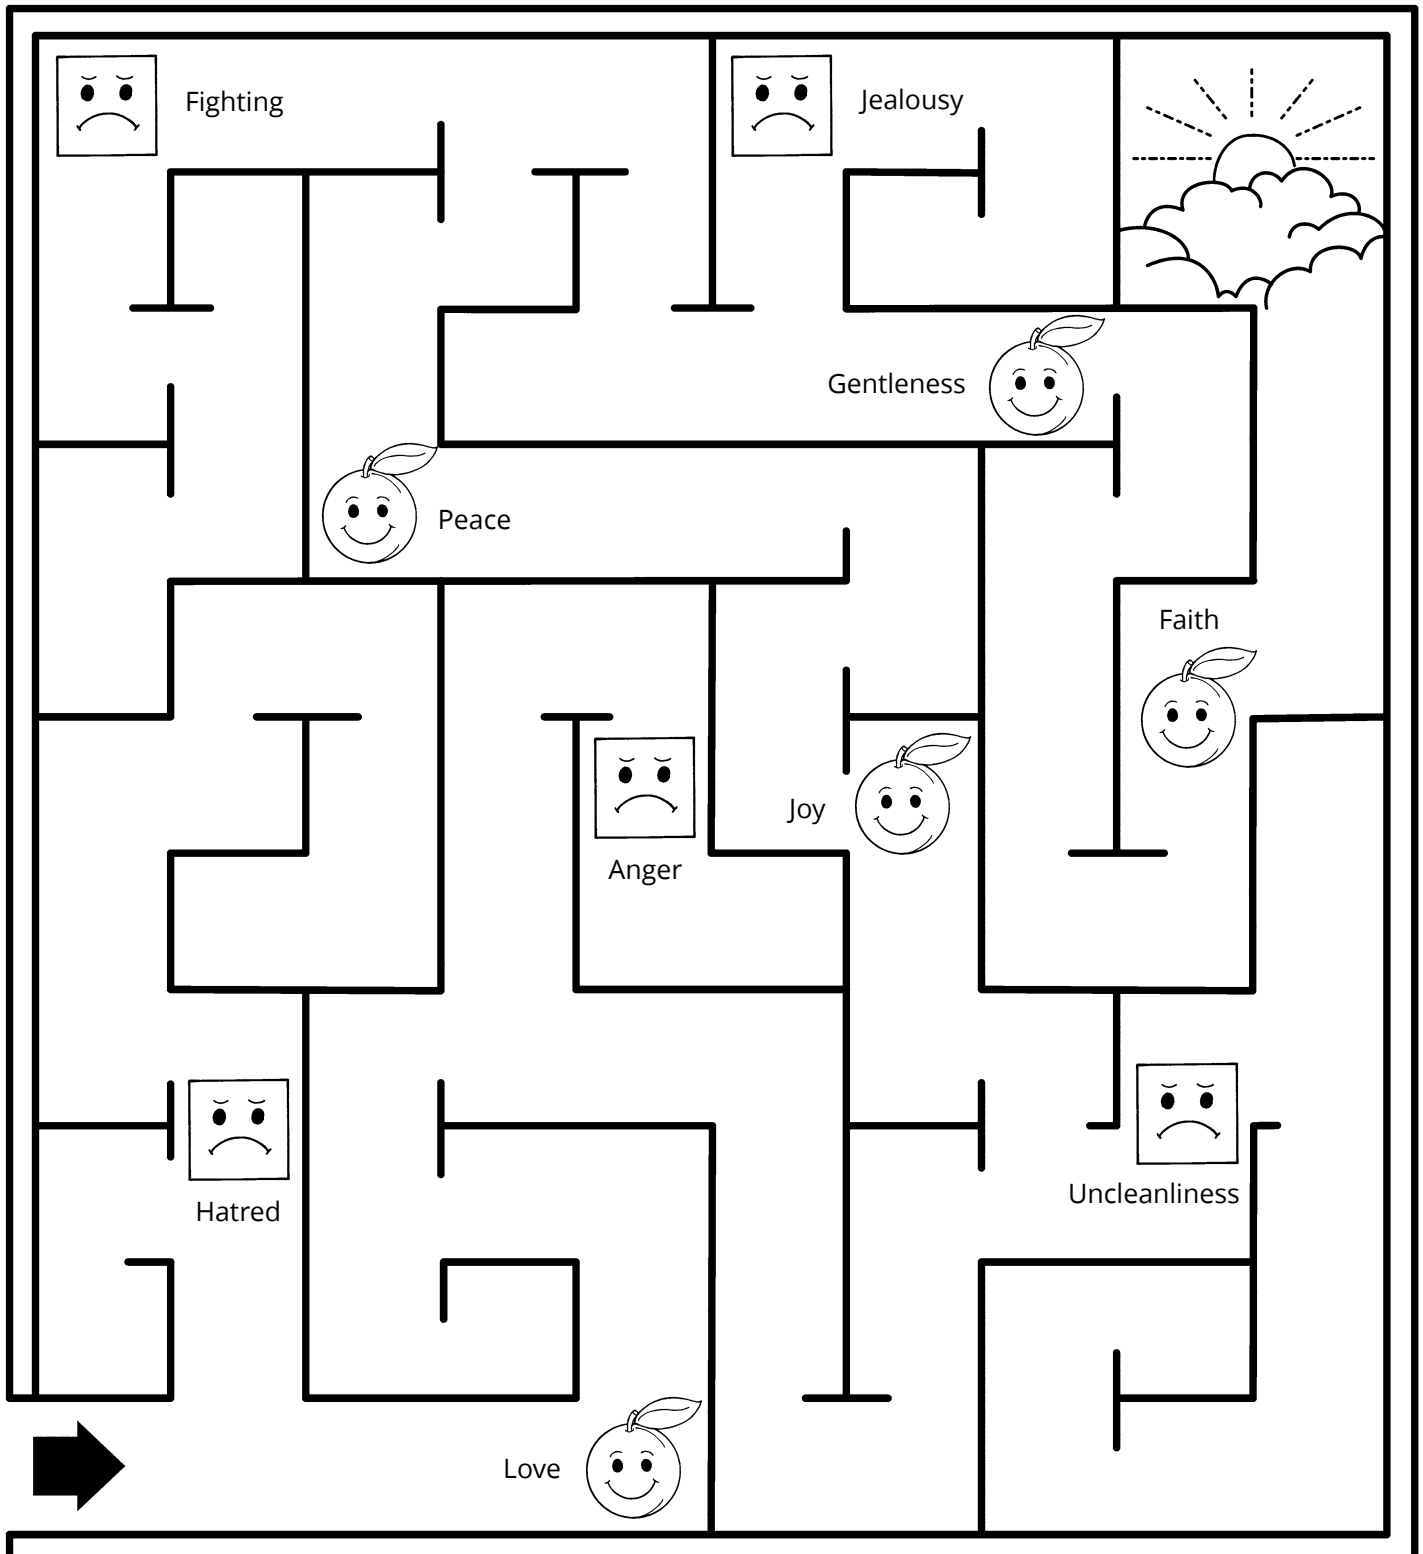 Fighting
Jealousy
Gentleness
Peace
Faith
Joy
Anger
Uncleanliness
Hatred
Love